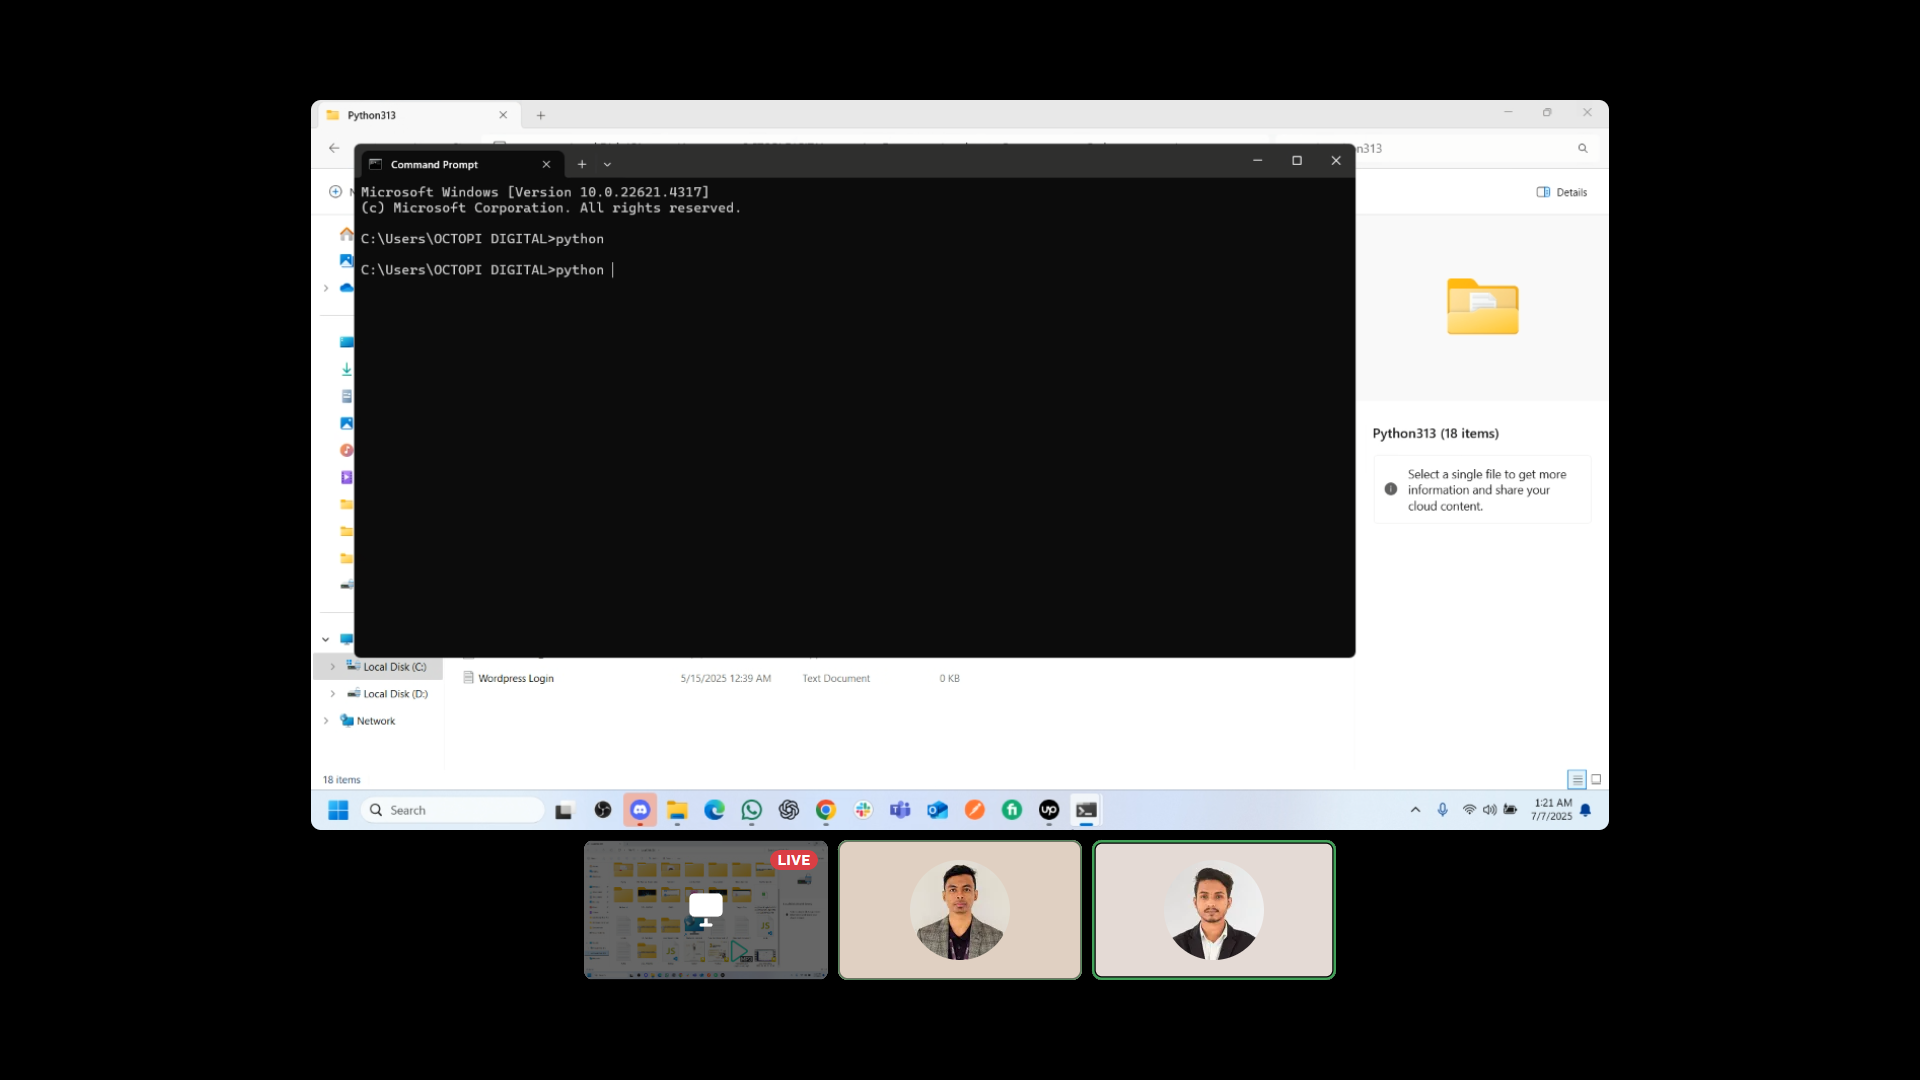 Python313
n313
Command Prompt
Microsoft Windows [Version 10.0.22621.4317]
(c) Microsoft Corporation. All rights reserved.
Details
C:\Users\OCTOPI DIGITAL>python
C:\Users\OCTOPI DIGITAL>python
Python313 (18 items)
Select a single file to get more
information and share your
cloud content.
Local Disk (C:)
Wordpress Login 5/15/2025 12:39 AM Text Document 0 KB
Local Disk (D:)
Network
18 items
Search
1:21 AM
7/7/2025
LIVE